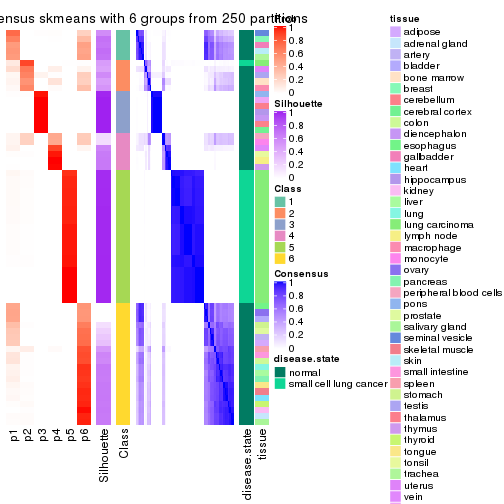 ensus skmeans with 6 groups from 250 partitions
1
0.8
0.6
0.4
0.2
0
Silhouette
1
0.8
0.6
0.4
0.2
0
Class
1
2
3
4
5
6
Consensus
1
0.8
0.6
0.4
0.2
0
disease.state
normal
small cell lung cancer
tissue
adipose
adrenal gland
artery
bladder
bone marrow
breast
cerebellum
cerebral cortex
colon
diencephalon
esophagus
gallbladder
heart
hippocampus
kidney
liver
lung
lung carcinoma
lymph node
macrophage
monocyte
ovary
pancreas
peripheral blood cells
pons
prostate
salivary gland
seminal vesicle
skeletal muscle
skin
small intestine
spleen
stomach
testis
thalamus
thymus
thyroid
tongue
tonsil
trachea
uterus
vein
p1
p2
p3
p4
p5
p6
Silhouette
Class
disease.state
tissue